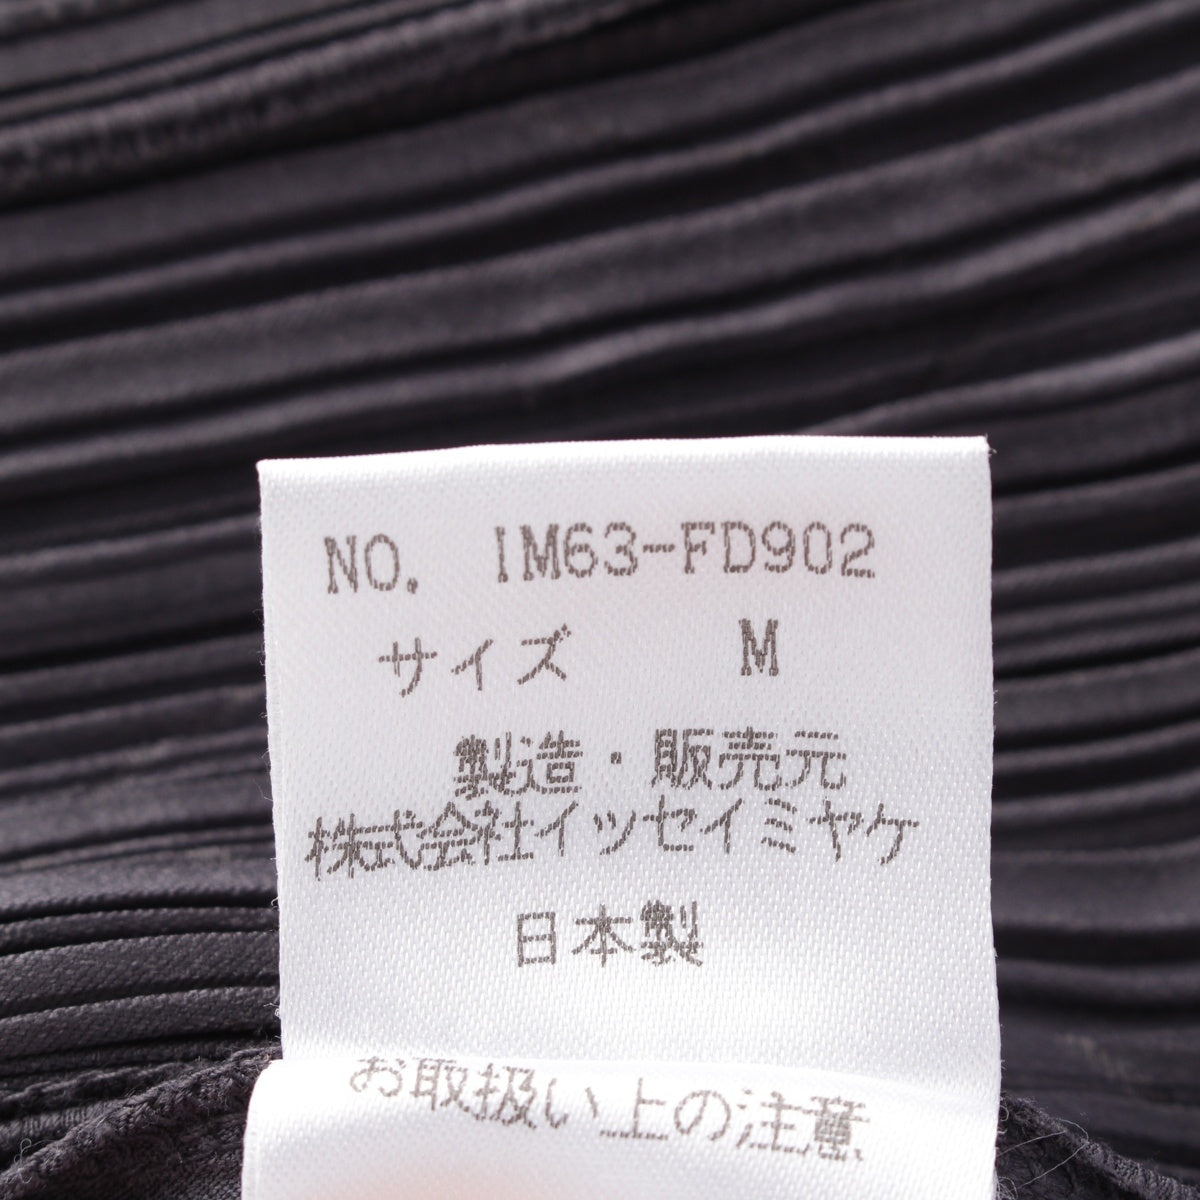 NO. IM63-FD902
サイズ M
製造・販売元
株式会社イッセイミヤケ
日本製
お取扱い上の注意